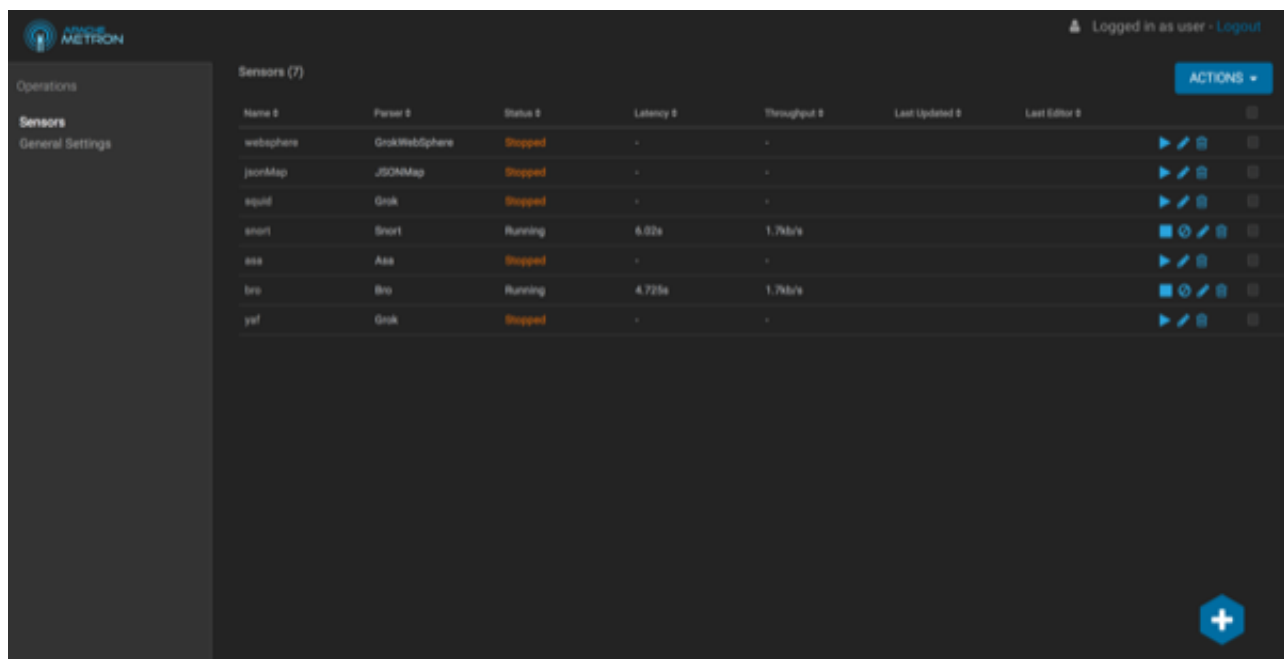 APACHE
METRON
Logged in as user - Logout
Operations
Sensors (7)
ACTIONS
Name Parser Status Latency Throughput Last Updated Last Editor
Sensors
General Settings
websphere GrokWebSphere Stopped - -
jsonMap JSONMap Stopped - -
squid Grok Stopped - -
snort Snort Running 6.02s 1.7kb/s
asa Asa Stopped - -
bro Bro Running 4.725s 1.7kb/s
yaf Grok Stopped - -